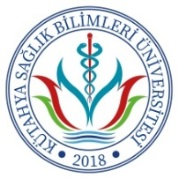 KÜTAHYA SAĞLIK BİLİMLERİ ÜNİVERSİTESİ
2018